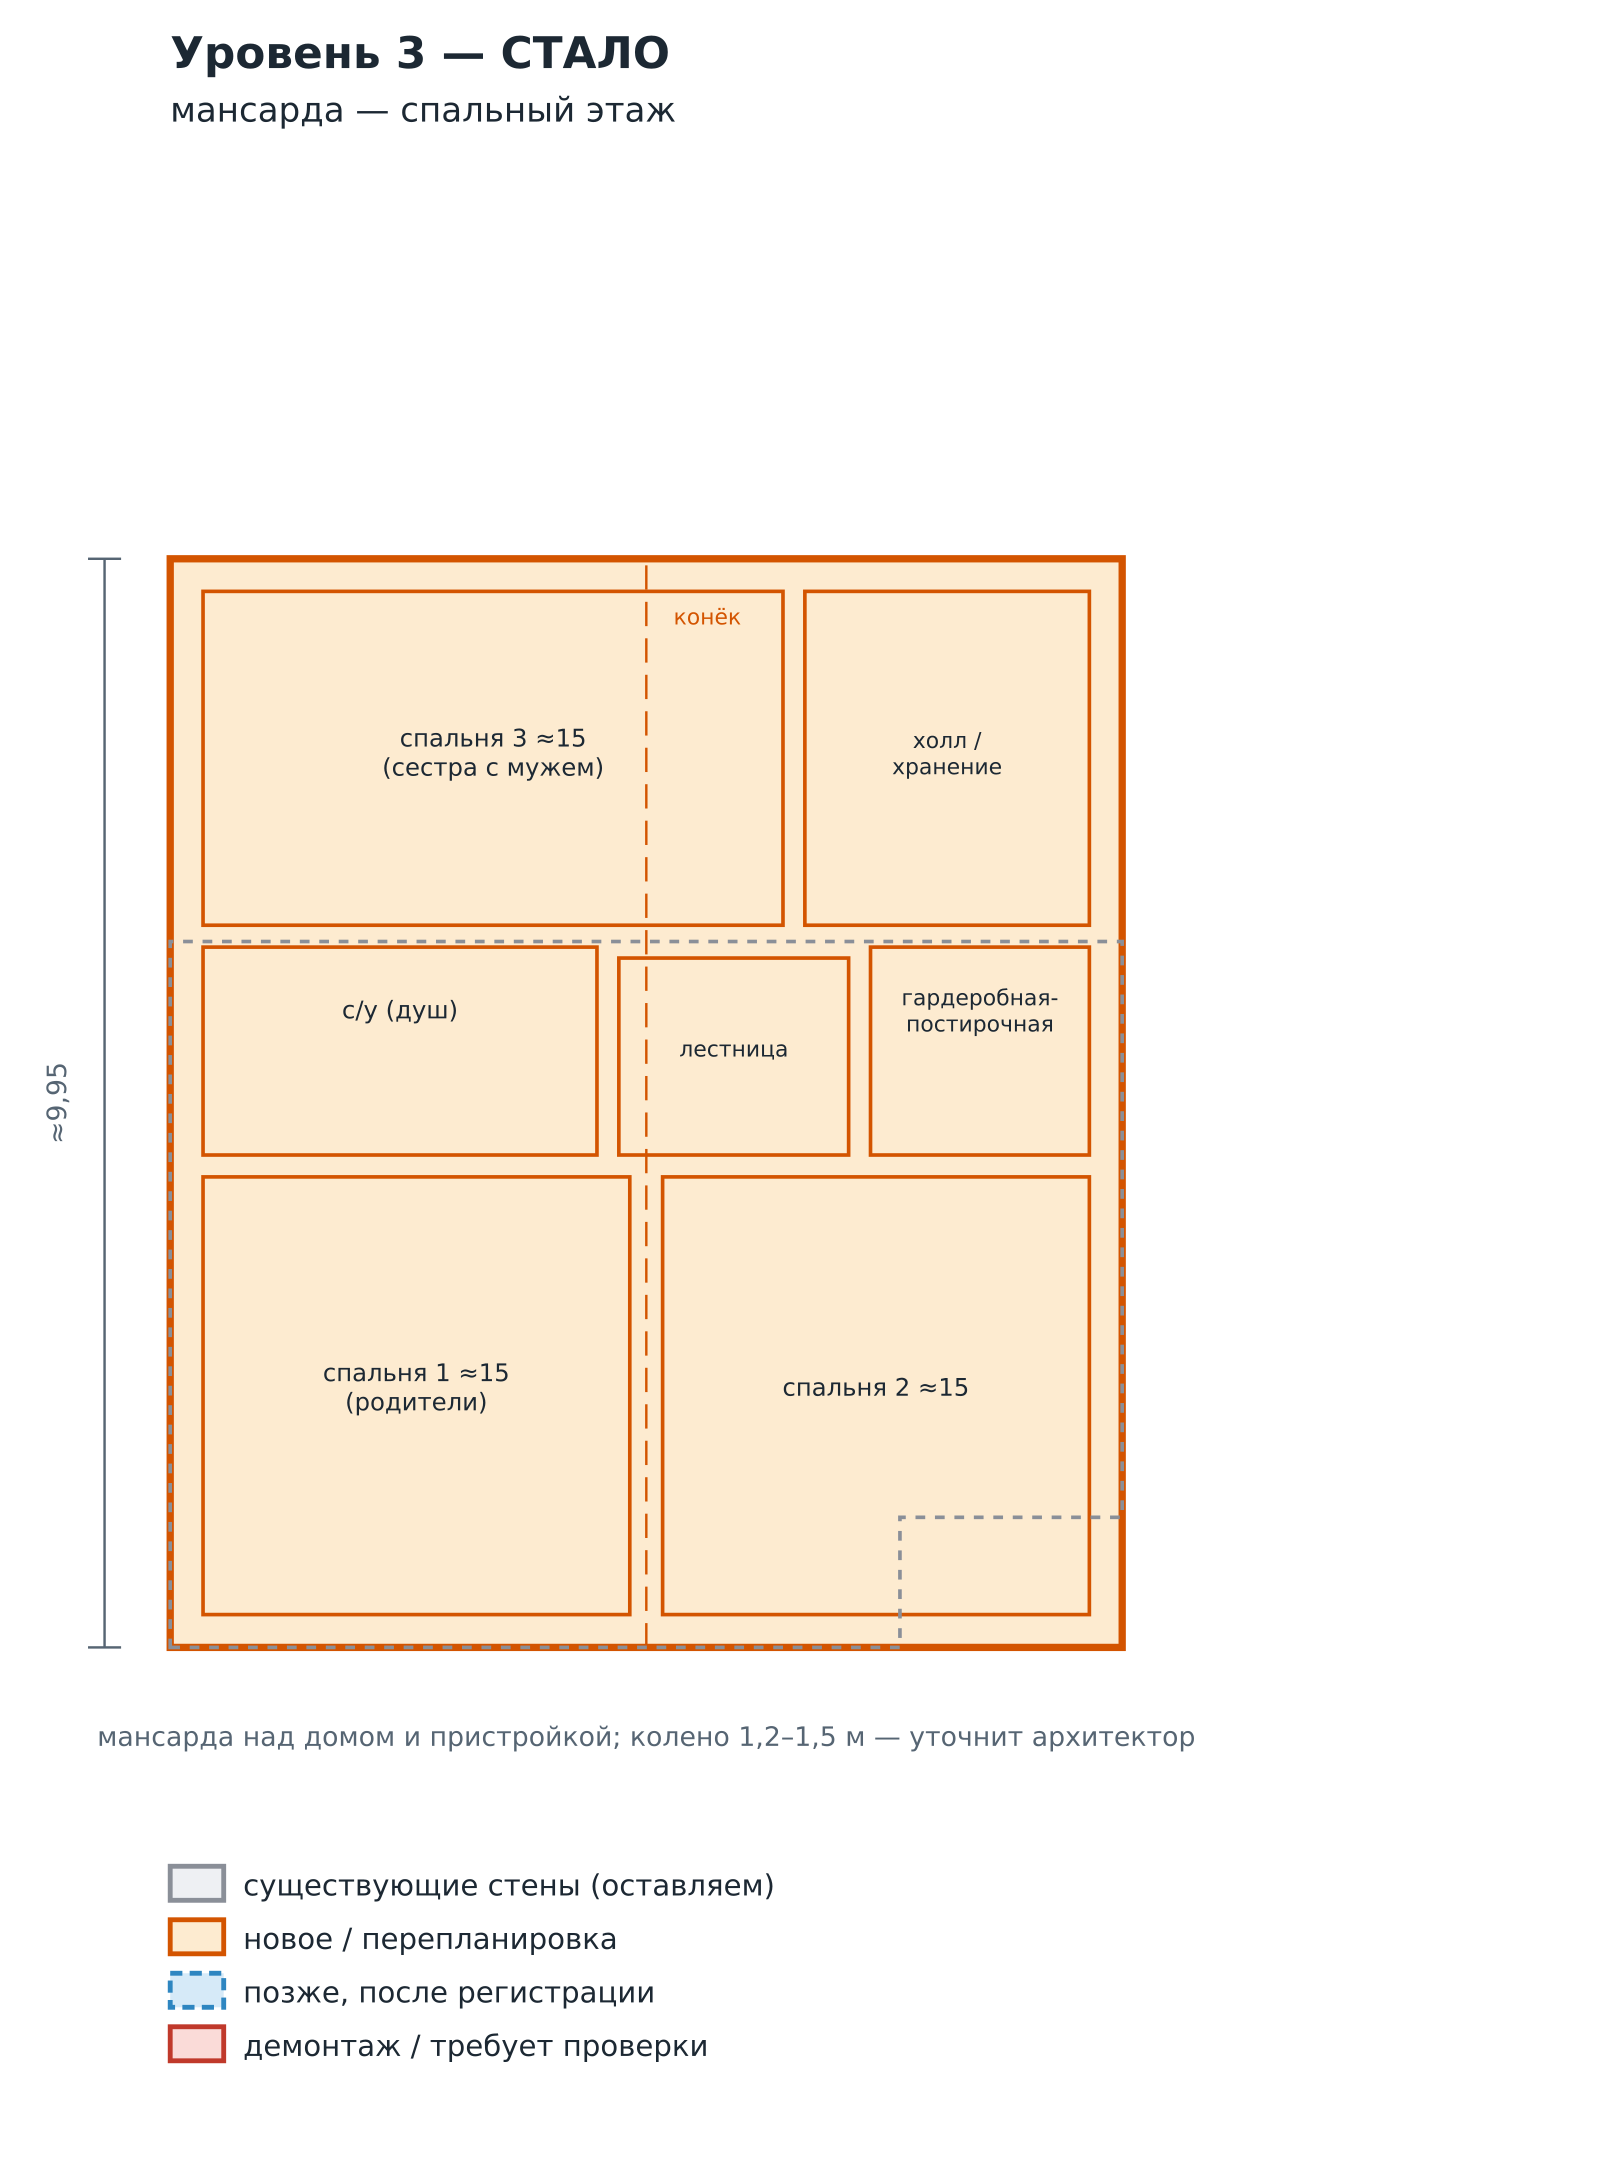 Уровень 3 — СТАЛО
мансарда — спальный этаж
конёк
спальня 3 ≈15
(сестра с мужем)
холл /
хранение
с/у (душ)
лестница
гардеробная-
постирочная
≈9,95
спальня 1 ≈15
(родители)
спальня 2 ≈15
мансарда над домом и пристройкой; колено 1,2–1,5 м — уточнит архитектор
существующие стены (оставляем)
новое / перепланировка
позже, после регистрации
демонтаж / требует проверки